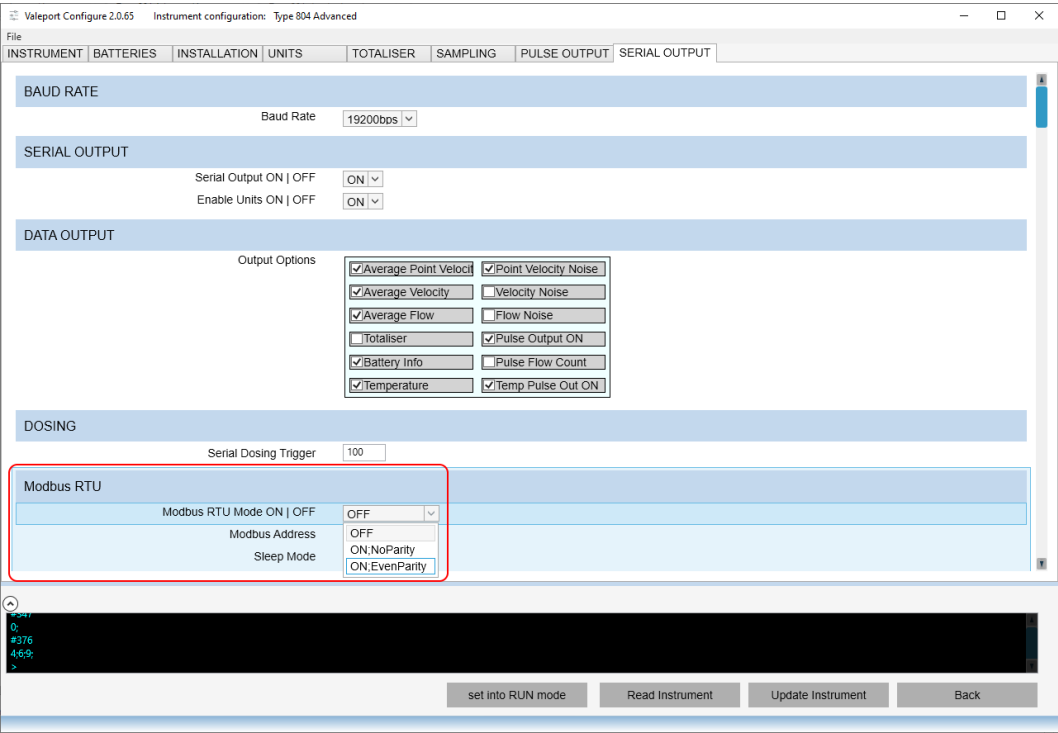 Valeport Configure 2.0.65 Instrument configuration: Type 804 Advanced
File
INSTRUMENT BATTERIES INSTALLATION UNITS TOTALISER SAMPLING PULSE OUTPUT SERIAL OUTPUT
BAUD RATE
Baud Rate 19200bps
SERIAL OUTPUT
Serial Output ON | OFF ON
Enable Units ON | OFF ON
DATA OUTPUT
Output Options
Average Point Velocit Point Velocity Noise
Average Velocity Velocity Noise
Average Flow Flow Noise
Totaliser Pulse Output ON
Battery Info Pulse Flow Count
Temperature Temp Pulse Out ON
DOSING
Serial Dosing Trigger 100
Modbus RTU
Modbus RTU Mode ON | OFF OFF
Modbus Address OFF
ON;NoParity
Sleep Mode ON;EvenParity
0;
#376
4;6;9;
>
set into RUN mode Read Instrument Update Instrument Back